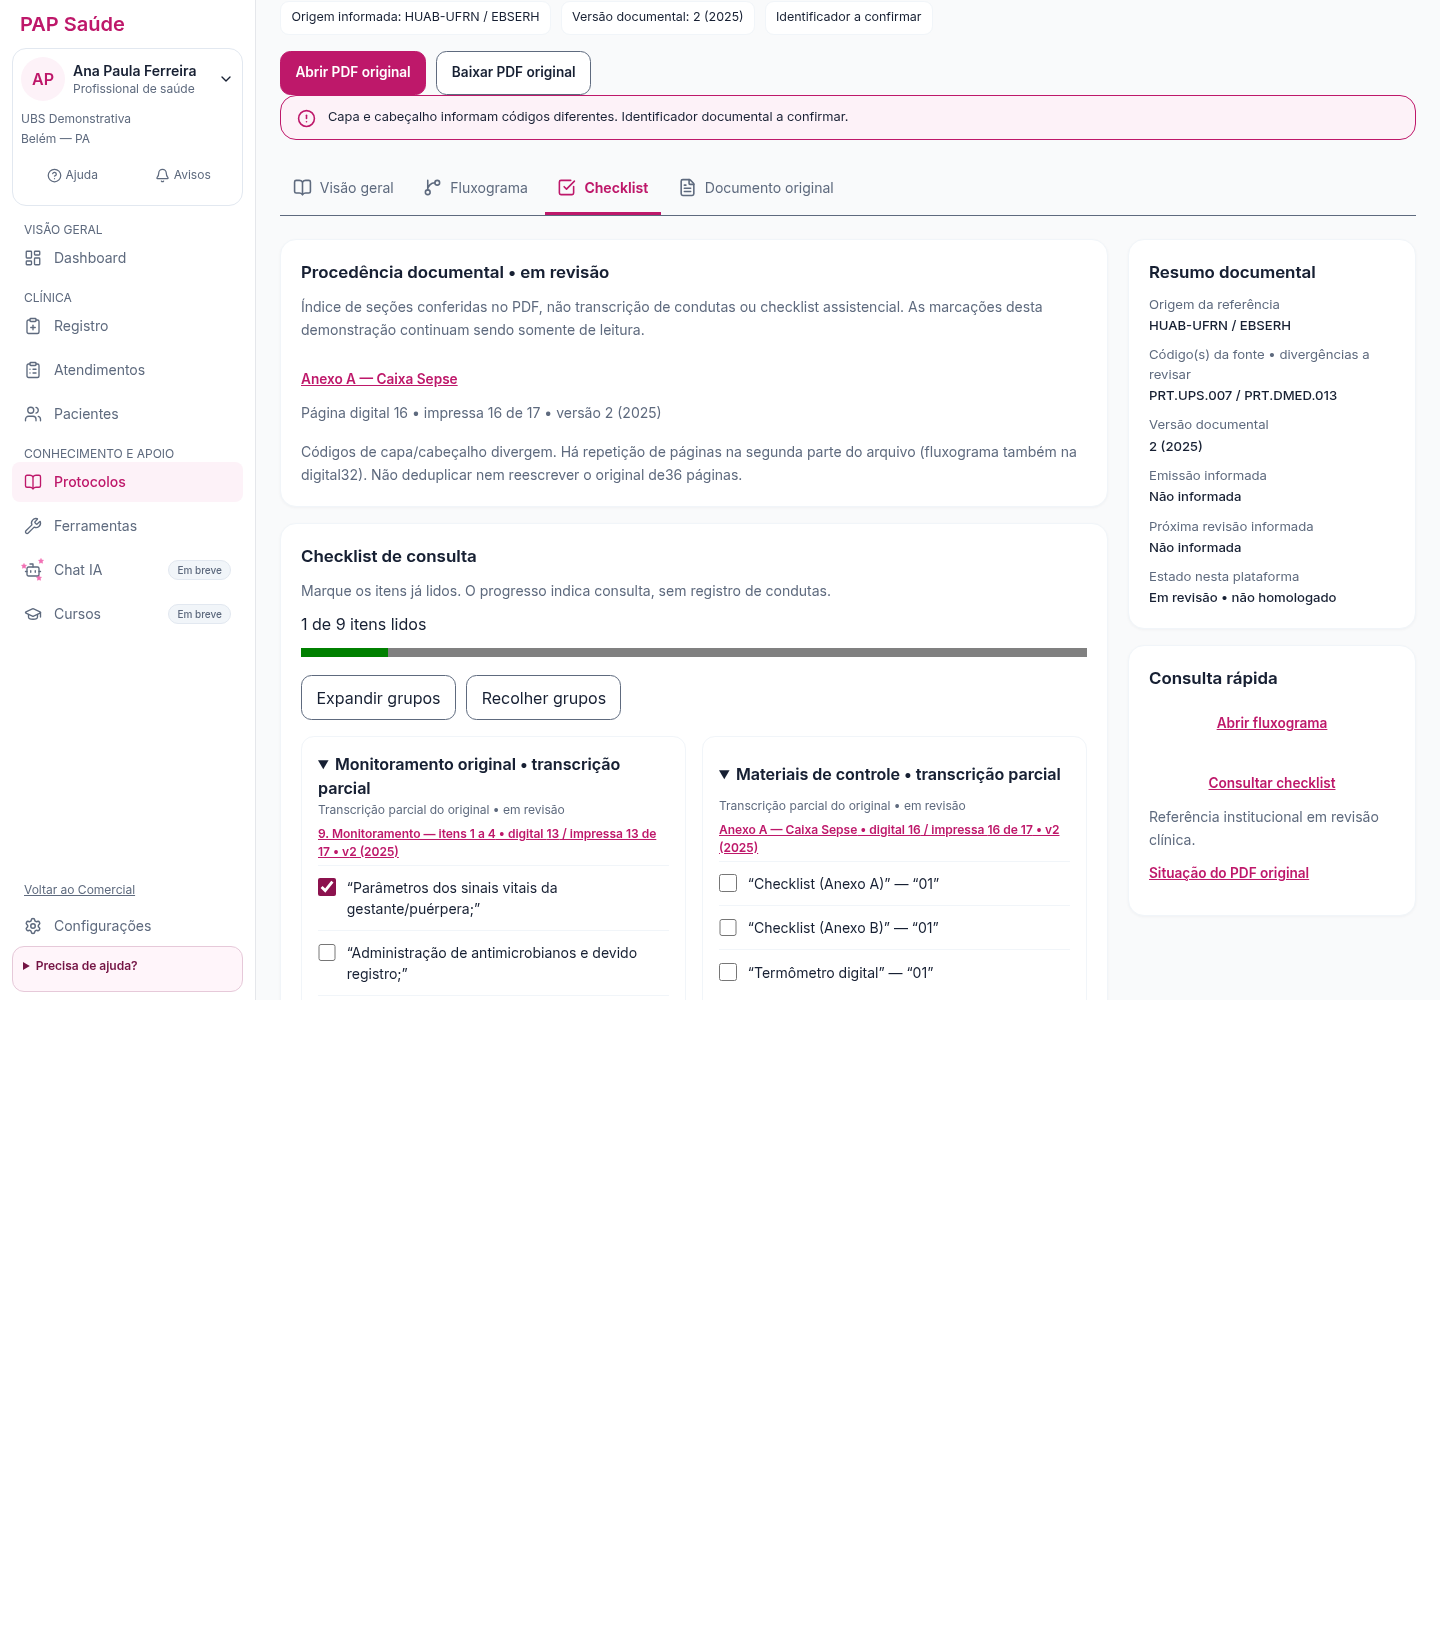 PAP Saúde
AP
Ana Paula Ferreira
Profissional de saúde
UBS Demonstrativa
Belém — PA
Ajuda
Avisos
VISÃO GERAL
Dashboard
CLÍNICA
Registro
Atendimentos
Pacientes
CONHECIMENTO E APOIO
Protocolos
Ferramentas
Chat IA
Em breve
Cursos
Em breve
Voltar ao Comercial
Configurações
Precisa de ajuda?
Origem informada: HUAB-UFRN / EBSERH
Versão documental: 2 (2025)
Identificador a confirmar
Abrir PDF original
Baixar PDF original
Capa e cabeçalho informam códigos diferentes. Identificador documental a confirmar.
Visão geral
Fluxograma
Checklist
Documento original
Procedência documental • em revisão
Índice de seções conferidas no PDF, não transcrição de condutas ou checklist assistencial. As marcações desta
demonstração continuam sendo somente de leitura.
Anexo A — Caixa Sepse
Página digital 16 • impressa 16 de 17 • versão 2 (2025)
Códigos de capa/cabeçalho divergem. Há repetição de páginas na segunda parte do arquivo (fluxograma também na
digital32). Não deduplicar nem reescrever o original de36 páginas.
Checklist de consulta
Marque os itens já lidos. O progresso indica consulta, sem registro de condutas.
1 de 9 itens lidos
Expandir grupos
Recolher grupos
Monitoramento original • transcrição
parcial
Transcrição parcial do original • em revisão
9. Monitoramento — itens 1 a 4 • digital 13 / impressa 13 de
17 • v2 (2025)
“Parâmetros dos sinais vitais da
gestante/puérpera;”
“Administração de antimicrobianos e devido
registro;”
Materiais de controle • transcrição parcial
Transcrição parcial do original • em revisão
Anexo A — Caixa Sepse • digital 16 / impressa 16 de 17 • v2
(2025)
“Checklist (Anexo A)” — “01”
“Checklist (Anexo B)” — “01”
“Termômetro digital” — “01”
Resumo documental
Origem da referência
HUAB-UFRN / EBSERH
Código(s) da fonte • divergências a
revisar
PRT.UPS.007 / PRT.DMED.013
Versão documental
2 (2025)
Emissão informada
Não informada
Próxima revisão informada
Não informada
Estado nesta plataforma
Em revisão • não homologado
Consulta rápida
Abrir fluxograma
Consultar checklist
Referência institucional em revisão
clínica.
Situação do PDF original